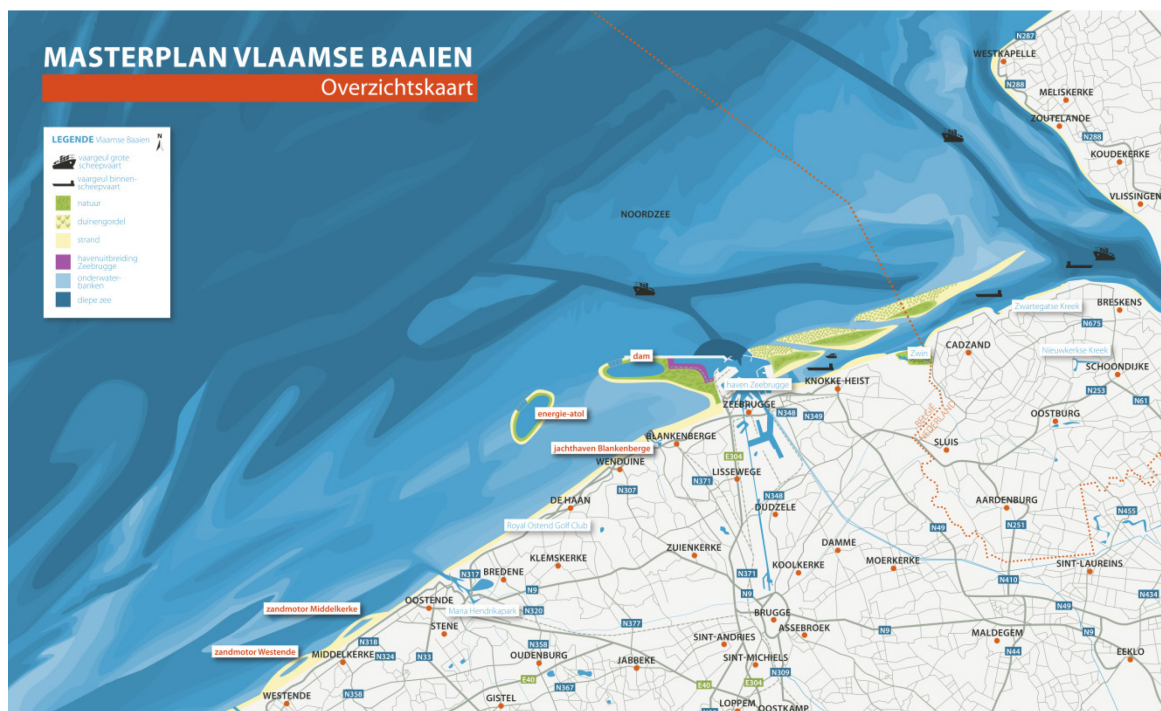 MASTERPLAN VLAAMSE BAAIEN
Overzichtskaart
LEGENDE Vlaamse Baaien
N
vaargeul grote
scheepvaart
vaargeul binnen-
scheepvaart
natuur
duinengordel
strand
havenuitbreiding
Zeebrugge
onderwater-
banken
diepe zee
N287
WESTKAPELLE
N288
MELISKERKE
ZOUTELANDE
N288
KOUDEKERKE
VLISSINGEN
NOORDZEE
Zwartegatse Kreek
BRESKENS
N675
CADZAND
Zwin
Nieuwkerkse Kreek
SCHOONDIJKE
dam
haven Zeebrugge
KNOKKE-HEIST
N253
N61
ZEEBRUGGE
N348
N349
BELGIË
NEDERLAND
OOSTBURG
energie-atol
BLANKENBERGE
jachthaven Blankenberge
SLUIS
E304
WENDUINE
LISSEWEGE
N371
N307
N348
AARDENBURG
DE HAAN
DUDZELE
N455
Royal Ostend Golf Club
N49
N251
DAMME
ZUIENKERKE
KLEMSKERKE
MOERKERKE
SINT-LAUREINS
N317
BREDENE
N371
KOOLKERKE
N410
N9
N9
N434
OOSTENDE
Maria Hendrikapark
N320
N49
zandmotor Middelkerke
BRUGGE
N377
STENE
ASSEBROEK
N9
N9
N318
SINT-ANDRIES
MALDEGEM
N358
zandmotor Westende
MIDDELKERKE
N324
N33
OUDENBURG
JABBEKE
SINT-MICHIELS
N44
EEKLO
N309
E40
N367
E40
E304
WESTENDE
N358
GISTEL
LOPPEM
OOSTKAMP